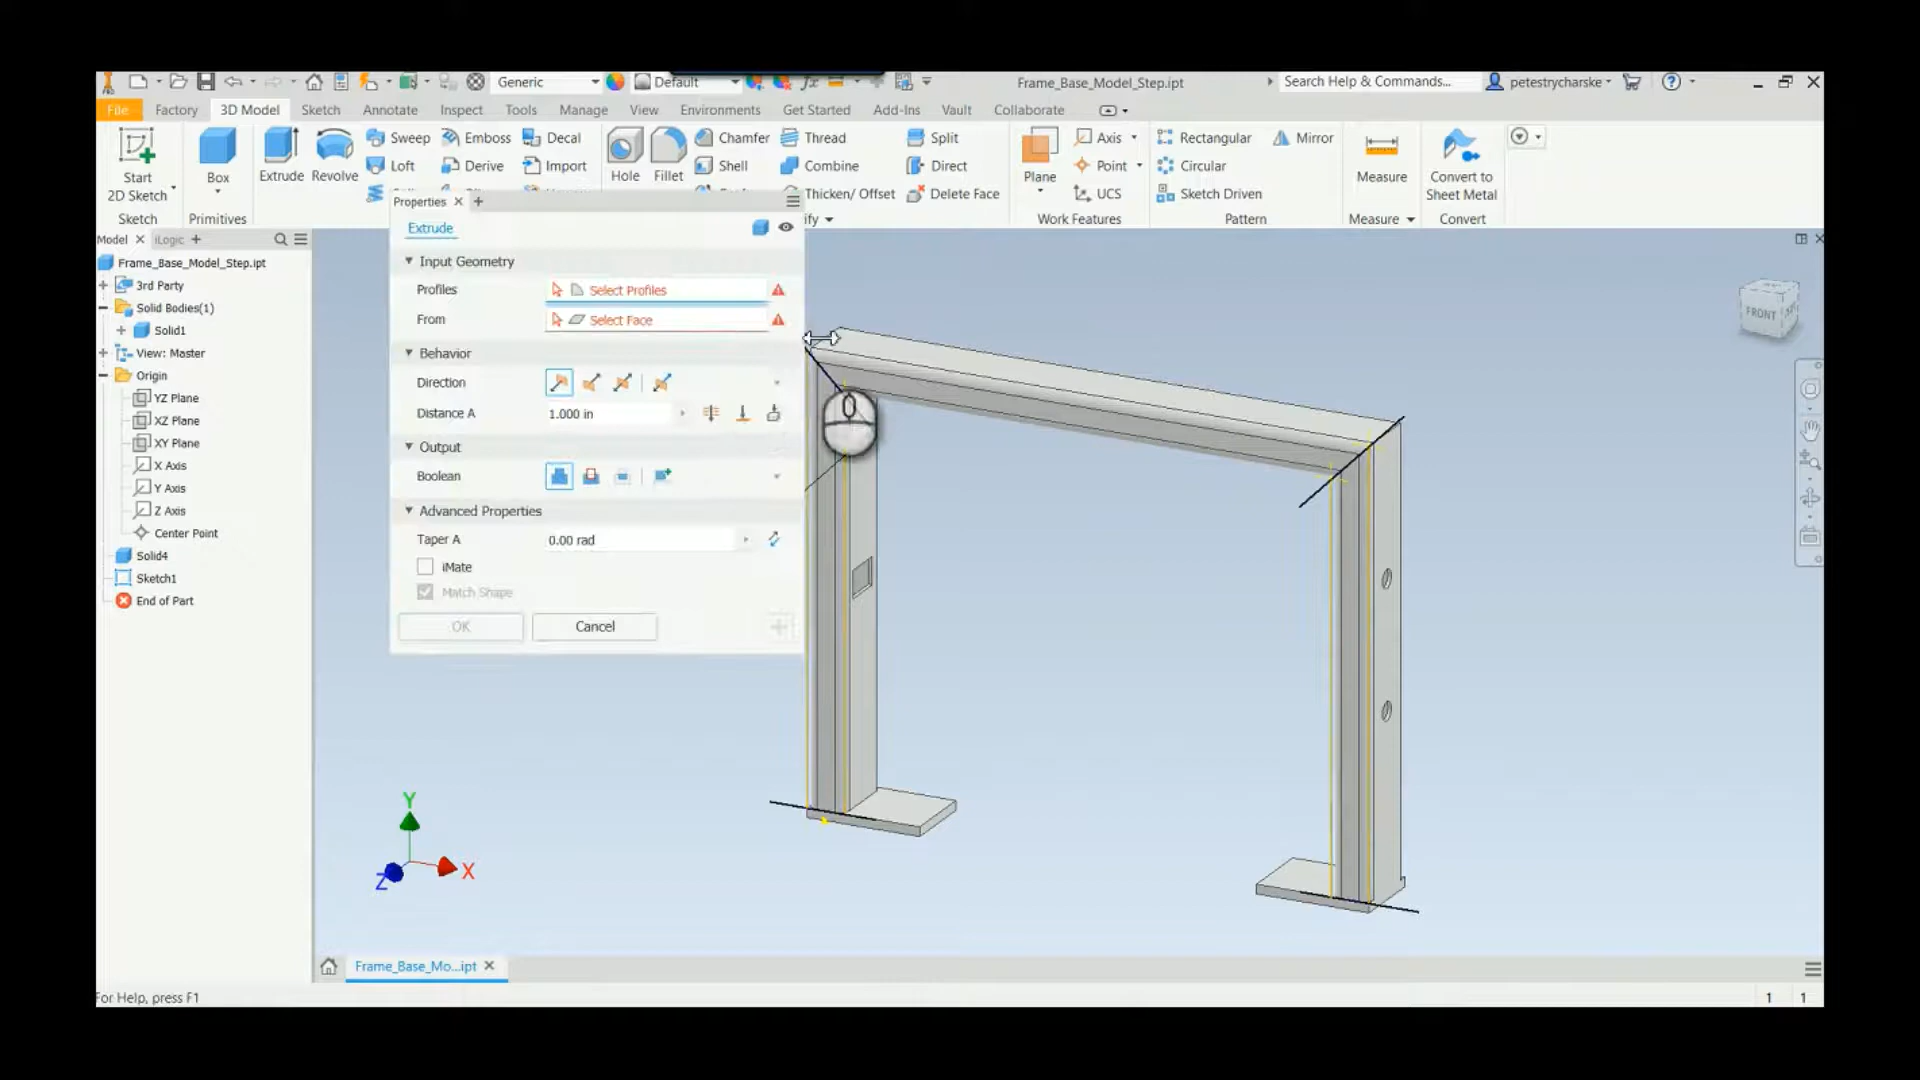 Generic
Default
Frame_Base_Model_Step.ipt
Search Help & Commands...
petestrycharske
File
Factory
3D Model
Sketch
Annotate
Inspect
Tools
Manage
View
Environments
Get Started
Add-Ins
Vault
Collaborate
Start
2D Sketch
Box
Extrude
Revolve
Sweep
Loft
Emboss
Derive
Decal
Import
Hole
Fillet
Chamfer
Shell
Thread
Combine
Thicken/ Offset
Split
Direct
Delete Face
Plane
Axis
Point
UCS
Rectangular
Circular
Sketch Driven
Mirror
Measure
Convert to
Sheet Metal
Sketch
Primitives
Work Features
Pattern
Measure
Convert
Model
iLogic
Frame_Base_Model_Step.ipt
3rd Party
Solid Bodies(1)
Solid1
View: Master
Origin
YZ Plane
XZ Plane
XY Plane
X Axis
Y Axis
Z Axis
Center Point
Solid4
Sketch1
End of Part
Properties
Extrude
Input Geometry
Profiles
Select Profiles
From
Select Face
Behavior
Direction
Distance A
1.000 in
Output
Boolean
Advanced Properties
Taper A
0.00 rad
iMate
Match Shape
OK
Cancel
FRONT
Y
X
Z
Frame_Base_Mo...ipt
For Help, press F1
1
1